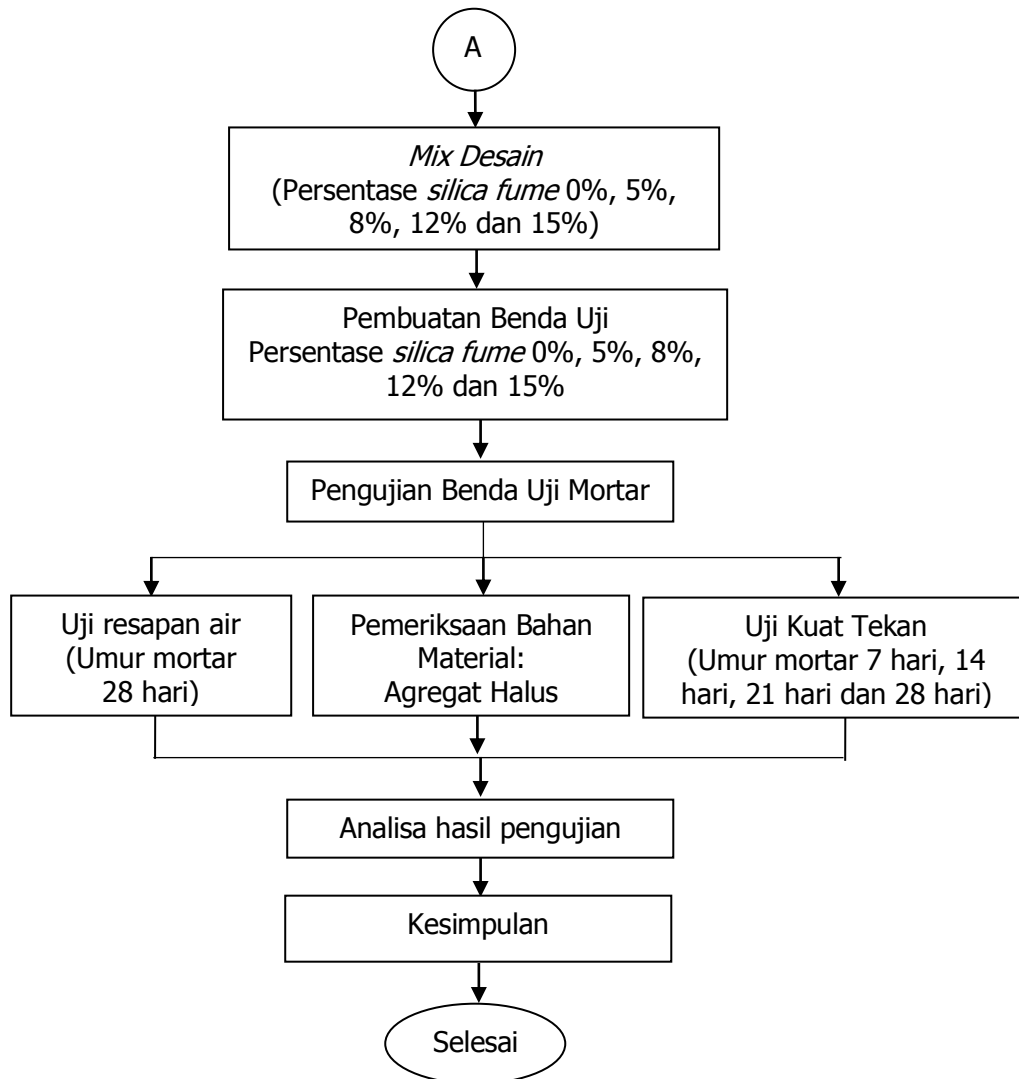 A
Mix Desain
(Persentase silica fume 0%, 5%,
8%, 12% dan 15%)
Pembuatan Benda Uji
Persentase silica fume 0%, 5%, 8%,
12% dan 15%
Pengujian Benda Uji Mortar
Uji resapan air
(Umur mortar
28 hari)
Pemeriksaan Bahan
Material:
Agregat Halus
Uji Kuat Tekan
(Umur mortar 7 hari, 14
hari, 21 hari dan 28 hari)
Analisa hasil pengujian
Kesimpulan
Selesai